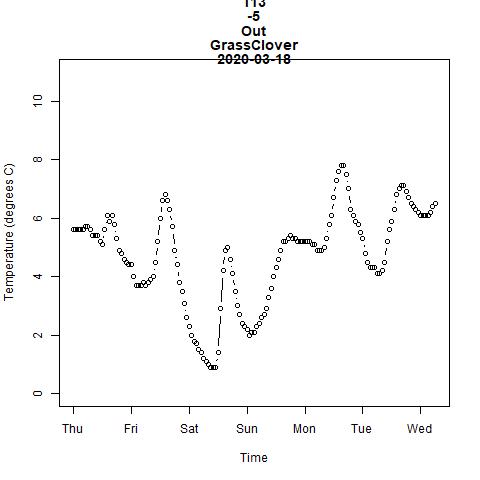 T13
-5
Out
GrassClover
2020-03-18
Temperature (degrees C)
10
8
6
4
2
0
Thu Fri Sat Sun Mon Tue Wed
Time